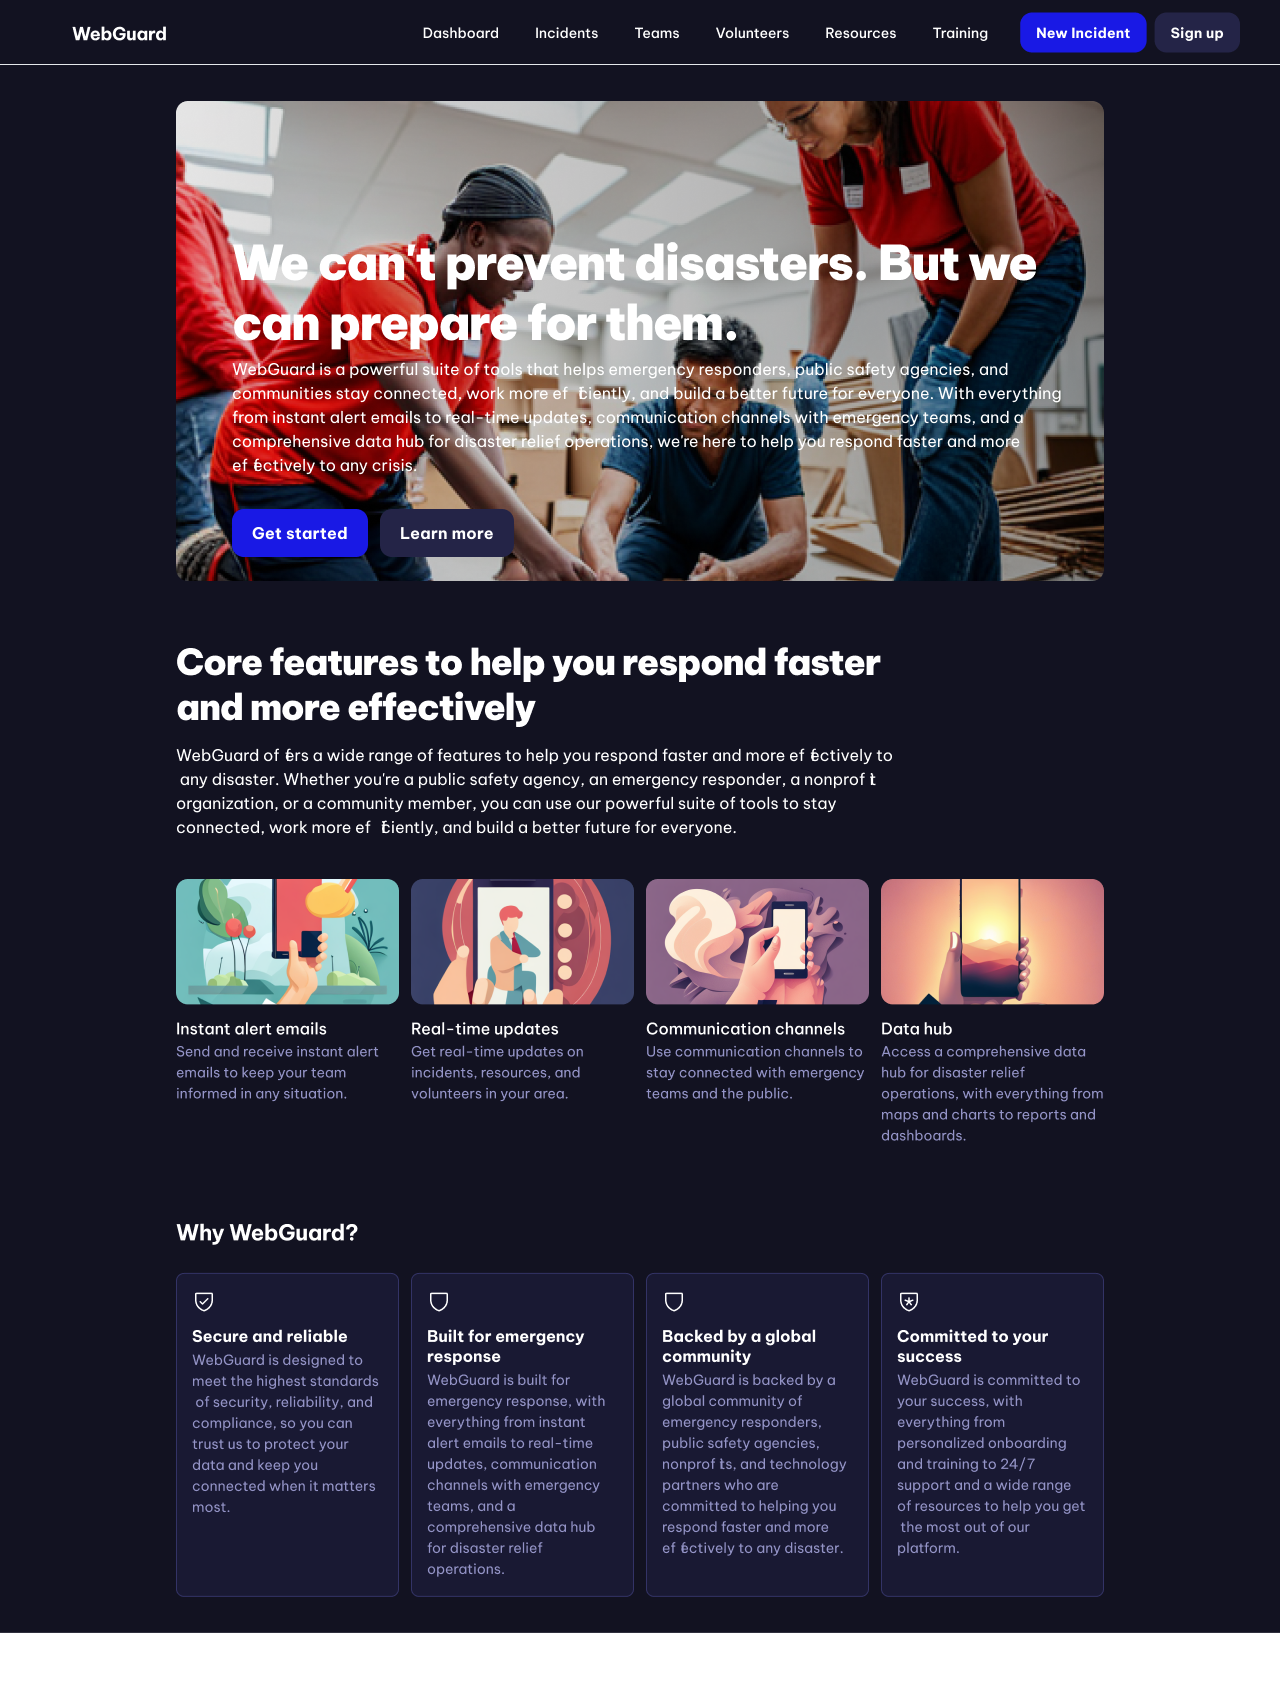 WebGuard
Dashboard Incidents Teams Volunteers Resources Training New Incident Sign up
We can't prevent disasters. But we
can prepare for them.
WebGuard is a powerful suite of tools that helps emergency responders, public safety agencies, and
communities stay connected, work more efficiently, and build a better future for everyone. With everything
from instant alert emails to real-time updates, communication channels with emergency teams, and a
comprehensive data hub for disaster relief operations, we're here to help you respond faster and more
effectively to any crisis.
Get started Learn more
Core features to help you respond faster
and more effectively
WebGuard offers a wide range of features to help you respond faster and more effectively to
any disaster. Whether you're a public safety agency, an emergency responder, a nonprofit
organization, or a community member, you can use our powerful suite of tools to stay
connected, work more efficiently, and build a better future for everyone.
Instant alert emails
Send and receive instant alert
emails to keep your team
informed in any situation.
Real-time updates
Get real-time updates on
incidents, resources, and
volunteers in your area.
Communication channels
Use communication channels to
stay connected with emergency
teams and the public.
Data hub
Access a comprehensive data
hub for disaster relief
operations, with everything from
maps and charts to reports and
dashboards.
Why WebGuard?
Secure and reliable
WebGuard is designed to
meet the highest standards
of security, reliability, and
compliance, so you can
trust us to protect your
data and keep you
connected when it matters
most.
Built for emergency
response
WebGuard is built for
emergency response, with
everything from instant
alert emails to real-time
updates, communication
channels with emergency
teams, and a
comprehensive data hub
for disaster relief
operations.
Backed by a global
community
WebGuard is backed by a
global community of
emergency responders,
public safety agencies,
nonprofits, and technology
partners who are
committed to helping you
respond faster and more
effectively to any disaster.
Committed to your
success
WebGuard is committed to
your success, with
everything from
personalized onboarding
and training to 24/7
support and a wide range
of resources to help you get
the most out of our
platform.